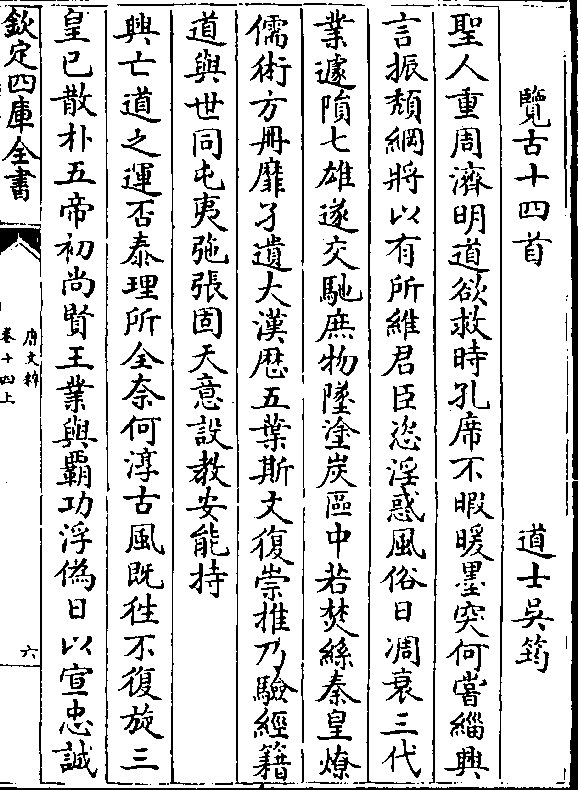 覽古十四首 道士吳筠
聖人重周濟明道欲救時孔席不暇暖墨突何嘗緇興
言振頽綱將以有所維君臣恣淫惑風俗日凋衰三代
業遽隕七雄遂交馳庶物墜塗炭區中若焚絲秦皇燎
儒術方冊靡孑遺大漢歴五葉斯文復崇推乃驗經籍
道與世同屯夷弛張固天意設教安能持
興亡道之運否泰理所全奈何淳古風既徃不復旋三
皇已散朴五帝初尚賢王業與霸功浮偽日以宣忠誠
欽定四庫全書
唐文粹
卷十四上
六